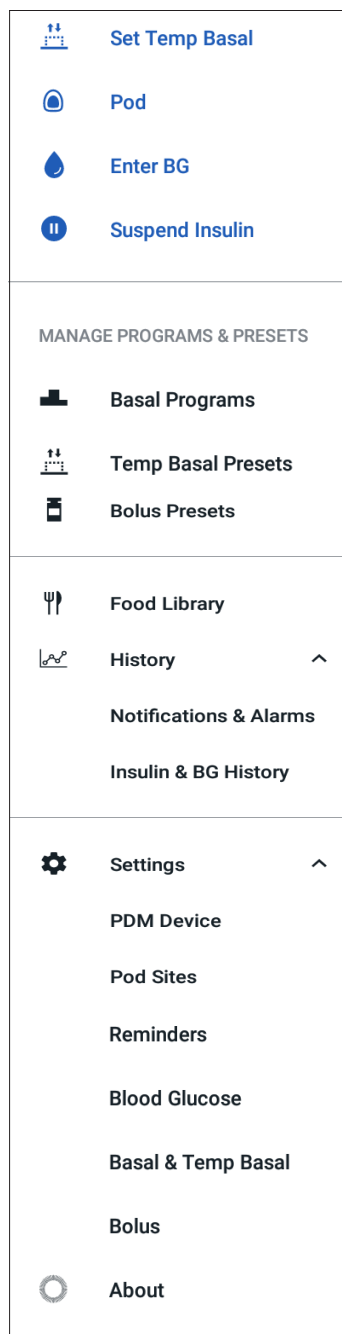 Set Temp Basal
Pod
Enter BG
Suspend Insulin
MANAGE PROGRAMS & PRESETS
Basal Programs
Temp Basal Presets
Bolus Presets
Food Library
History
Notifications & Alarms
Insulin & BG History
Settings
PDM Device
Pod Sites
Reminders
Blood Glucose
Basal & Temp Basal
Bolus
About